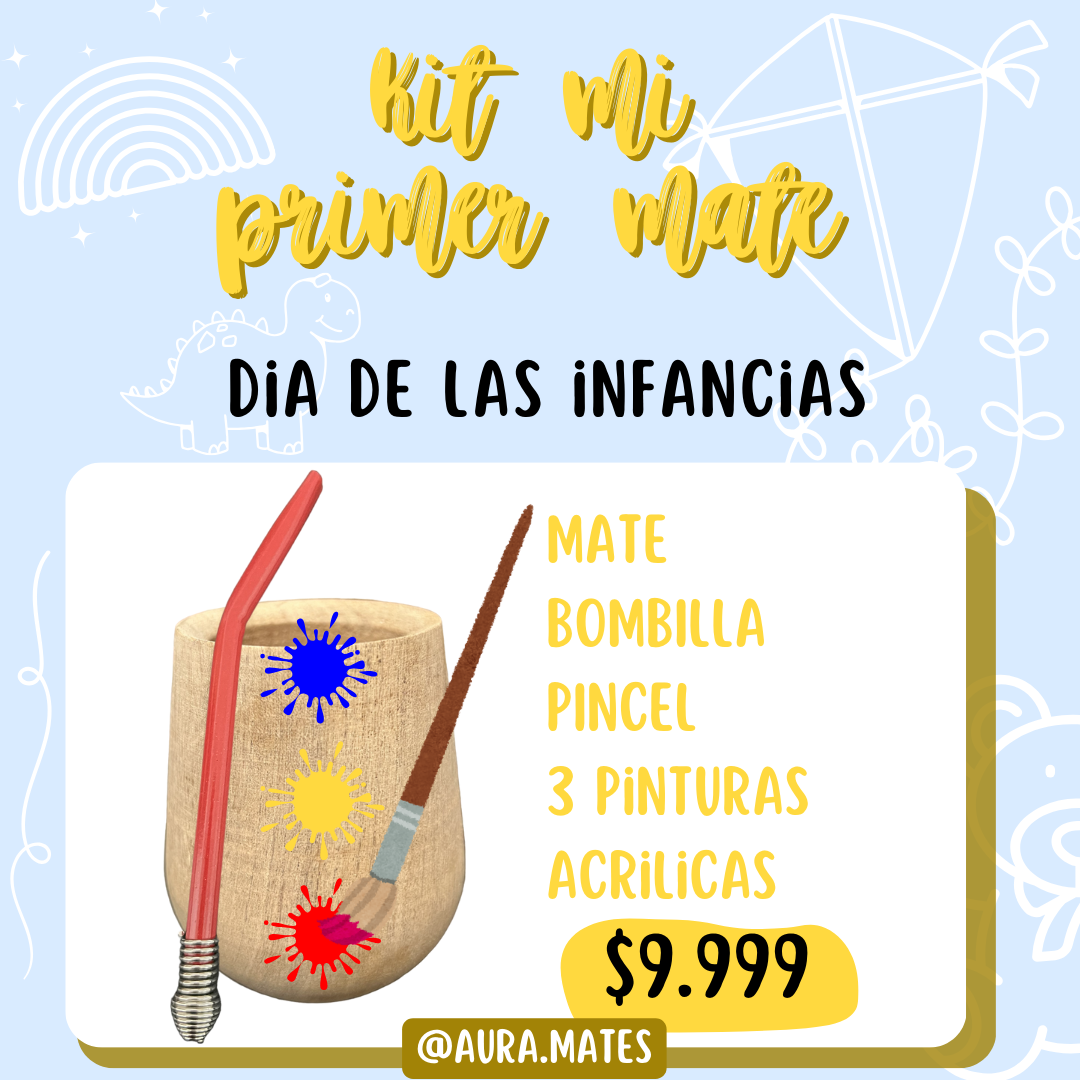 Kit mi
primer mate
DIA DE LAS INFANCIAS
MATE
BOMBILLA
PINCEL
3 PINTURAS
ACRILICAS
$9.999
@AURA.MATES